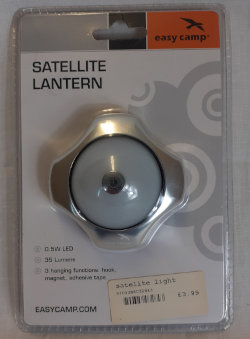 easy camp®
SATELLITE
LANTERN
0.5W LED
35 Lumens
3 hanging functions: hook,
magnet, adhesive tape
satellite light
£3.99
EASYCAMP.COM